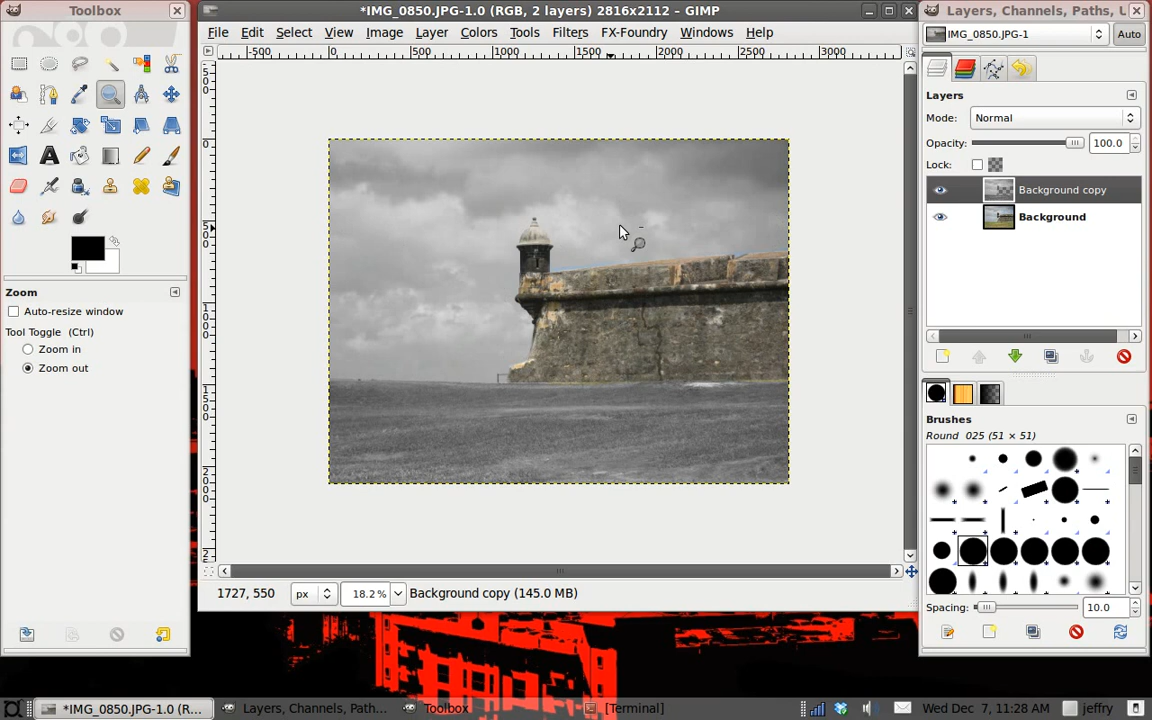 Toolbox
*IMG_0850.JPG-1.0 (RGB, 2 layers) 2816x2112 – GIMP
Layers, Channels, Paths, U
File Edit Select View Image Layer Colors Tools Filters FX-Foundry Windows Help
IMG_0850.JPG-1
Auto
-500 0 500 1000 1500 2000 2500 3000
Layers
Mode: Normal
Opacity: 100.0
Lock:
Background copy
Background
Zoom
Auto-resize window
Tool Toggle (Ctrl)
Zoom in
Zoom out
Brushes
Round 025 (51 × 51)
1727, 550 px 18.2% Background copy (145.0 MB)
Spacing: 10.0
*IMG_0850.JPG-1.0 (R... Layers, Channels, Path... Toolbox [Terminal] Wed Dec 7, 11:28 AM jeffry